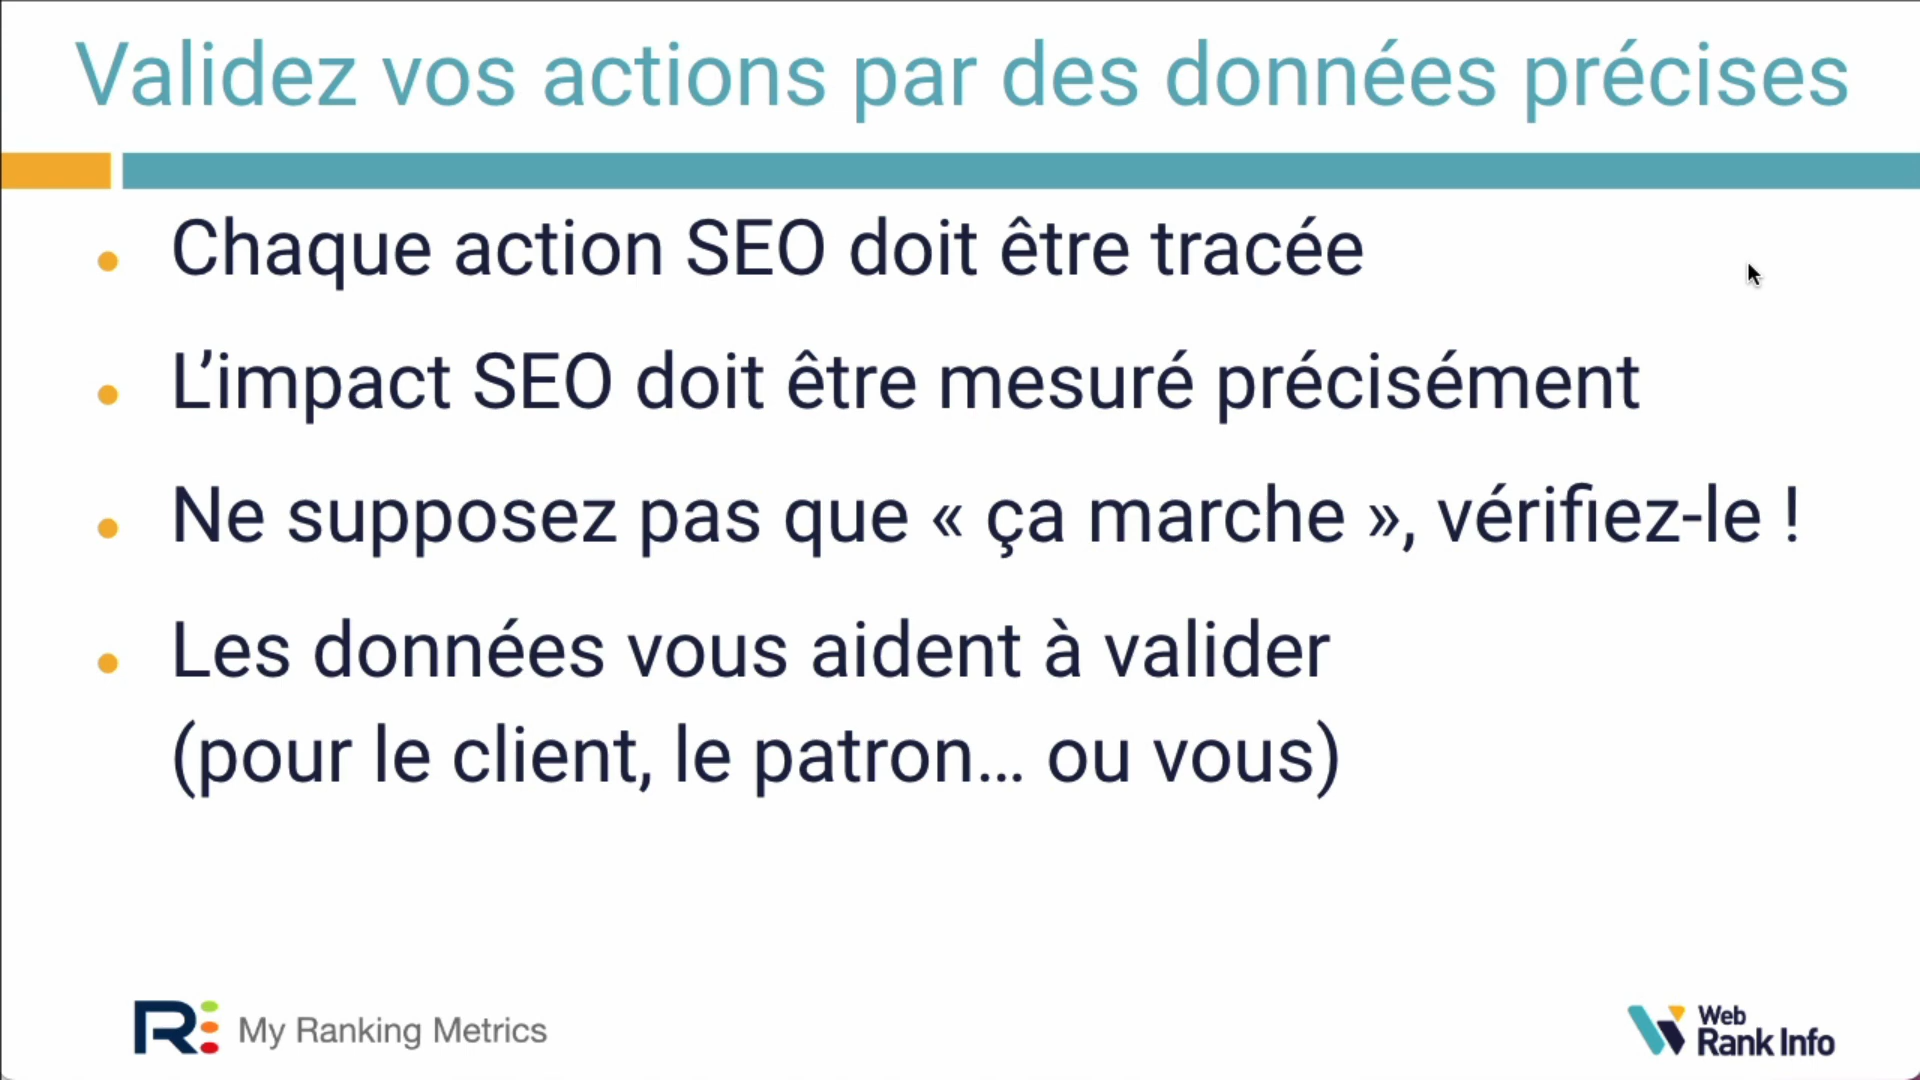 Validez vos actions par des données précises
• Chaque action SEO doit être tracée
• L’impact SEO doit être mesuré précisément
• Ne supposez pas que « ça marche », vérifiez-le !
• Les données vous aident à valider
(pour le client, le patron… ou vous)
R My Ranking Metrics
Web
Rank Info